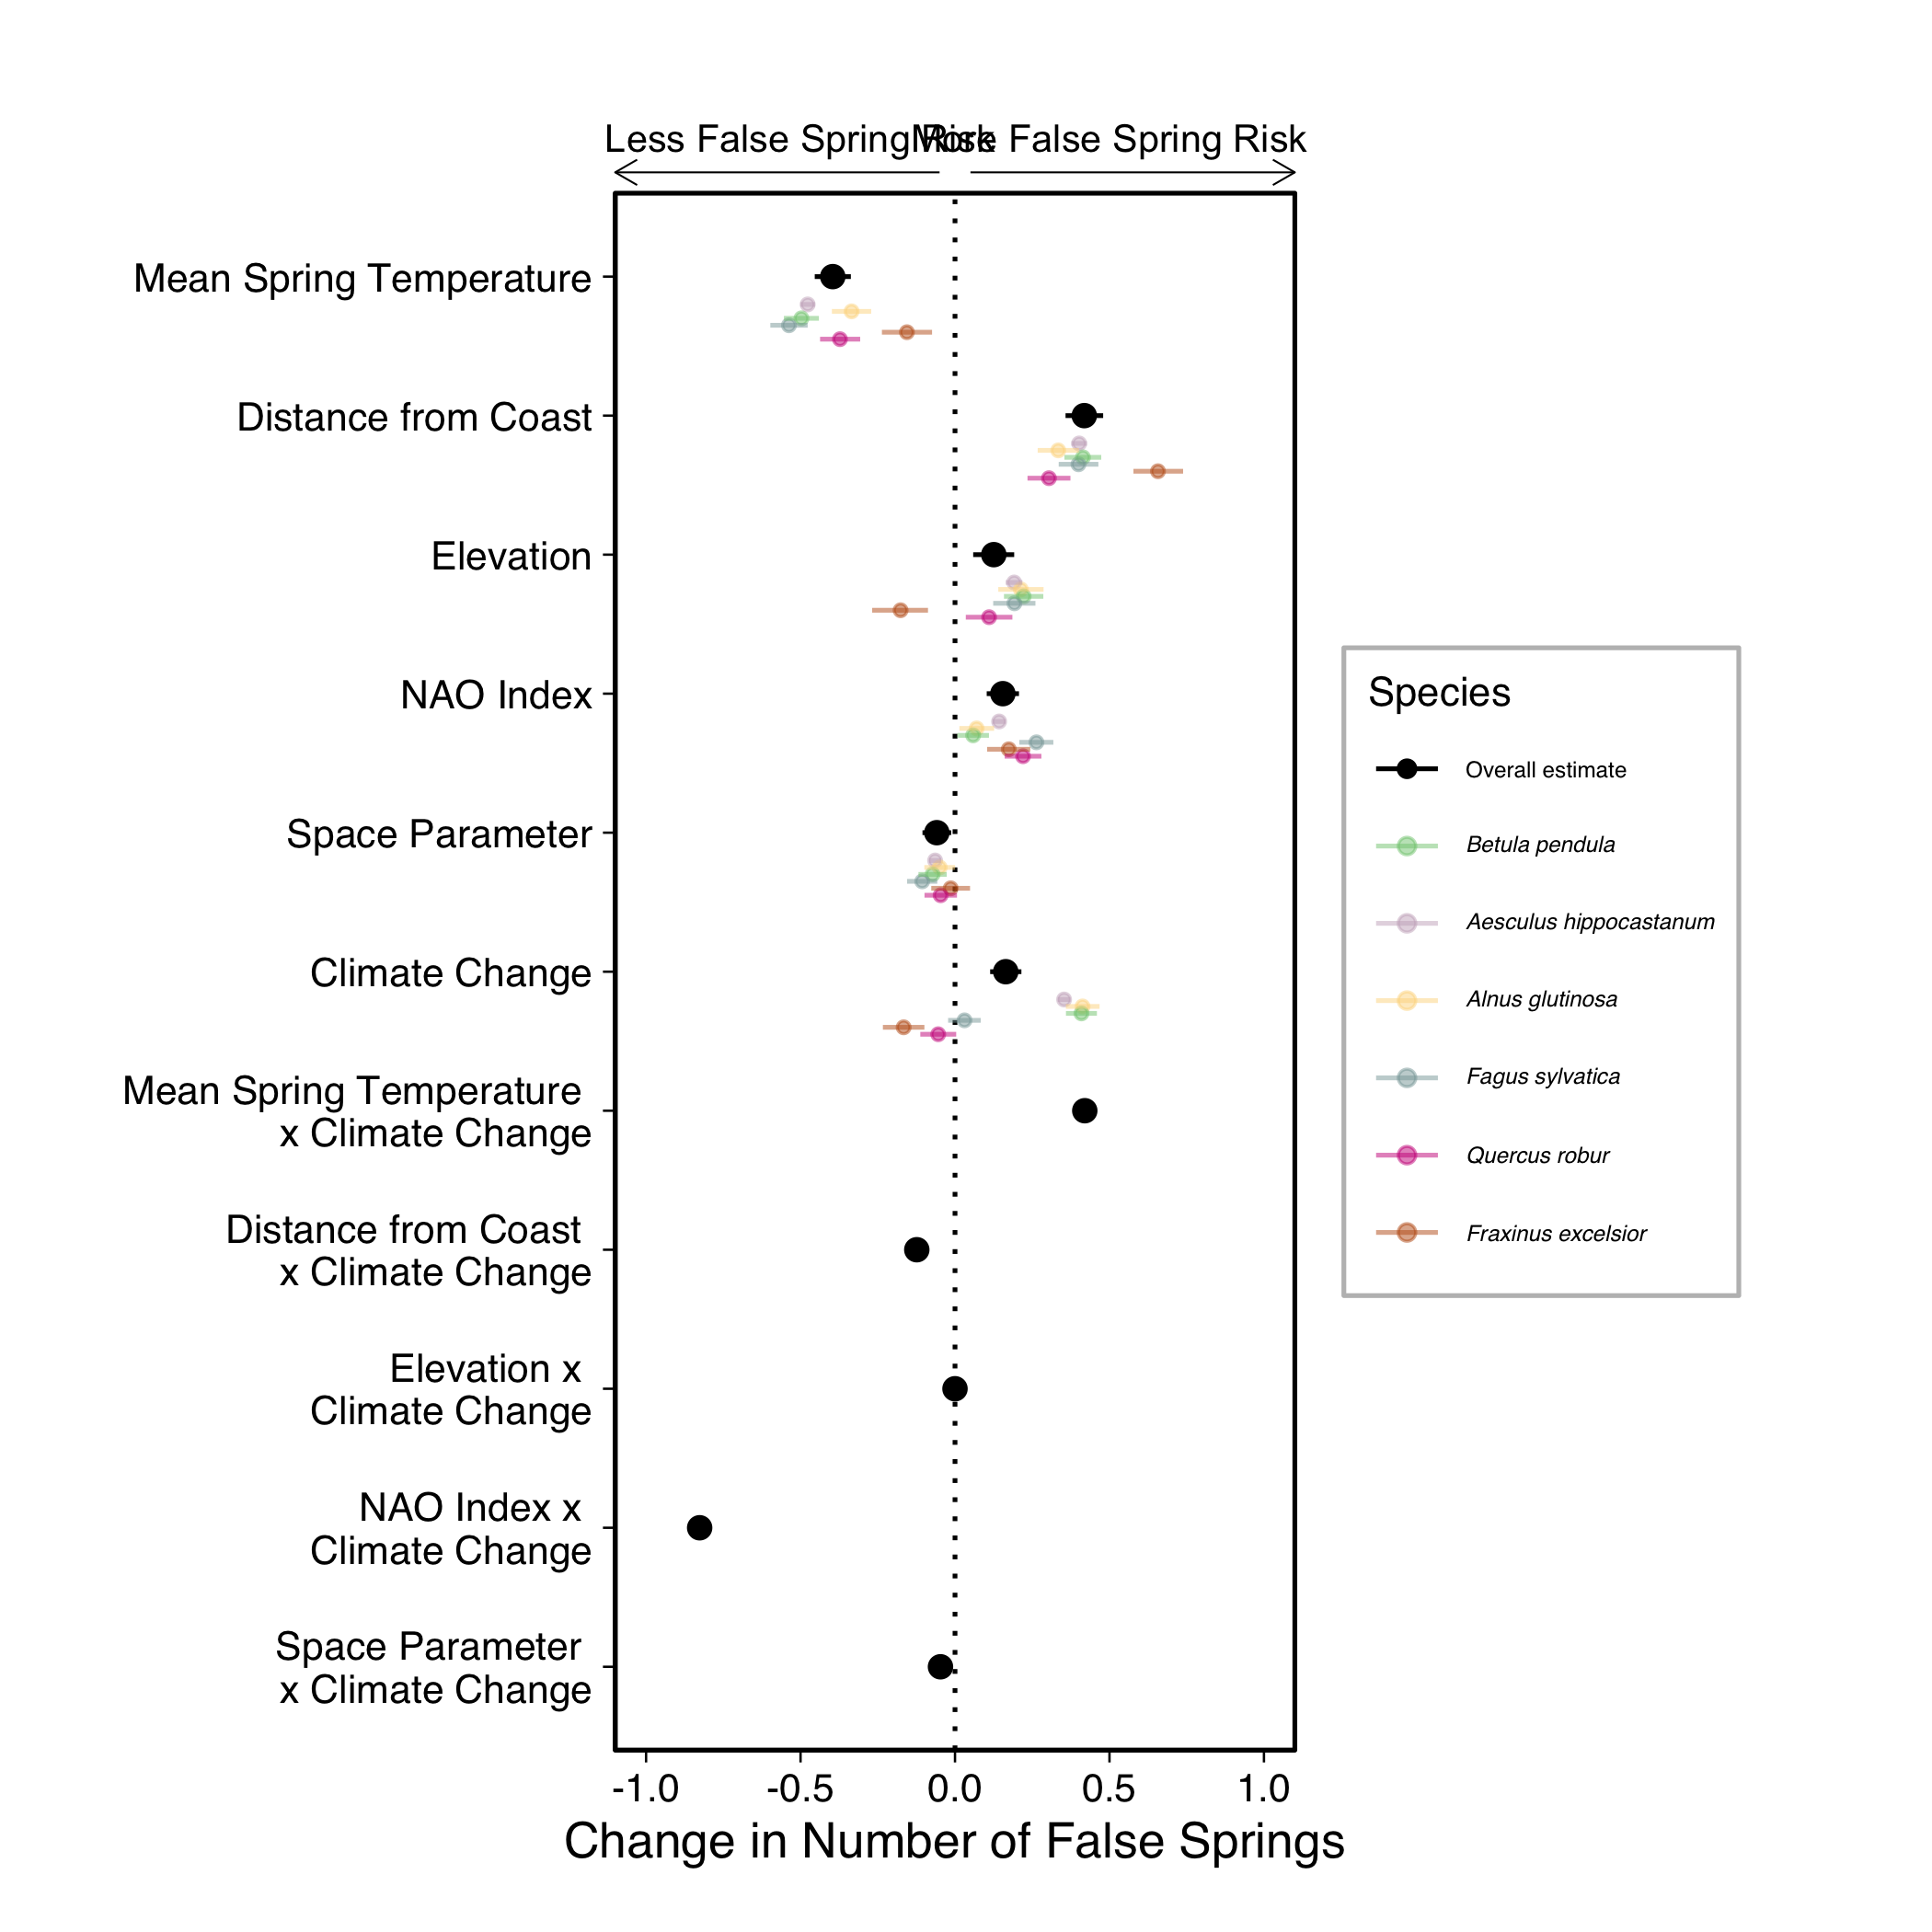 Less False Spring Risk
More False Spring Risk
Mean Spring Temperature
Distance from Coast
Elevation
NAO Index
Space Parameter
Climate Change
Mean Spring Temperature
x Climate Change
Distance from Coast
x Climate Change
Elevation x
Climate Change
NAO Index x
Climate Change
Space Parameter
x Climate Change
-1.0 -0.5 0.0 0.5 1.0
Change in Number of False Springs
Species
Overall estimate
Betula pendula
Aesculus hippocastanum
Alnus glutinosa
Fagus sylvatica
Quercus robur
Fraxinus excelsior